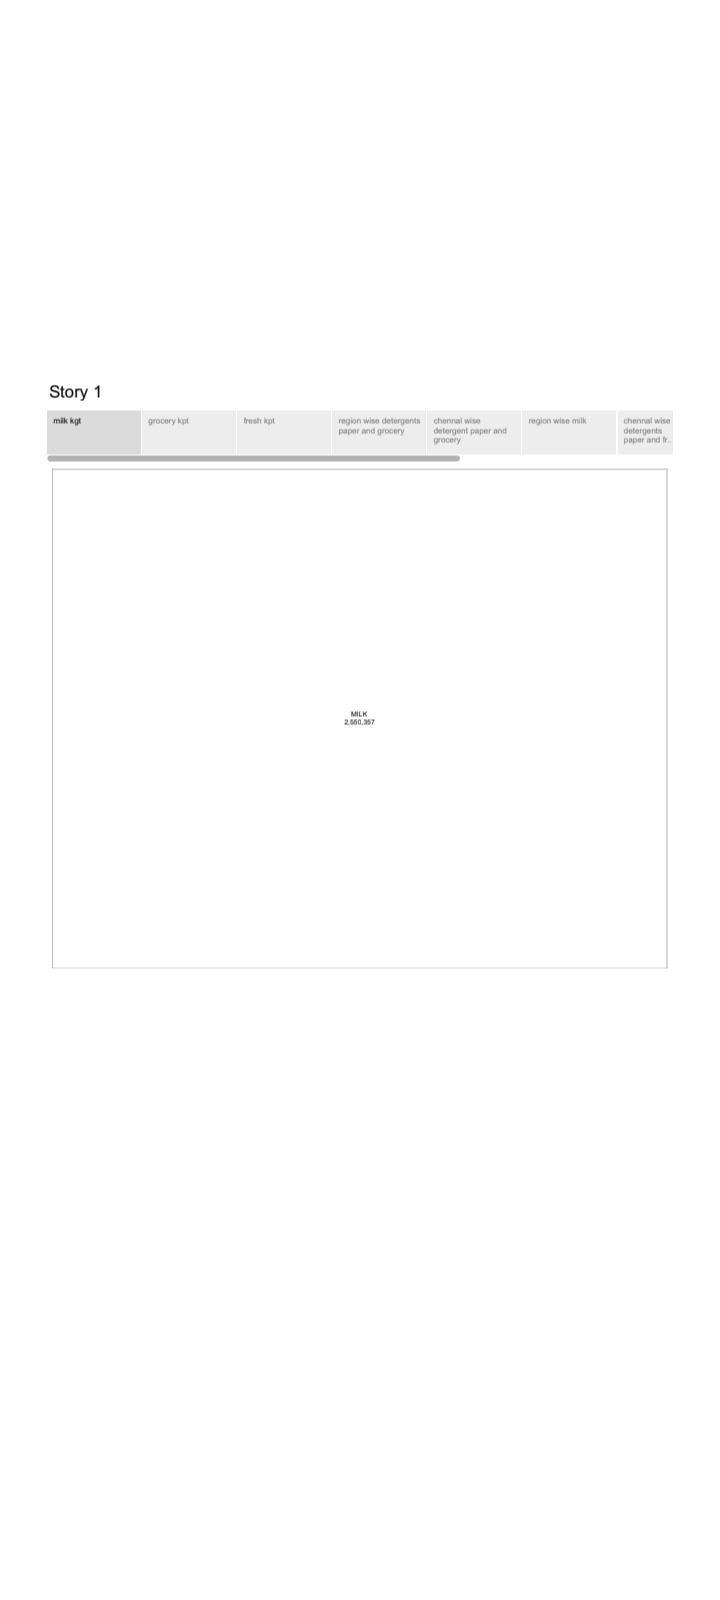 Story 1
milk kgt
grocery kpt
fresh kpt
region wise detergents
paper and grocery
chennal wise
detergent paper and
grocery
region wise milk
chennal wise
detergents
paper and fr..
MILK
2,550,357